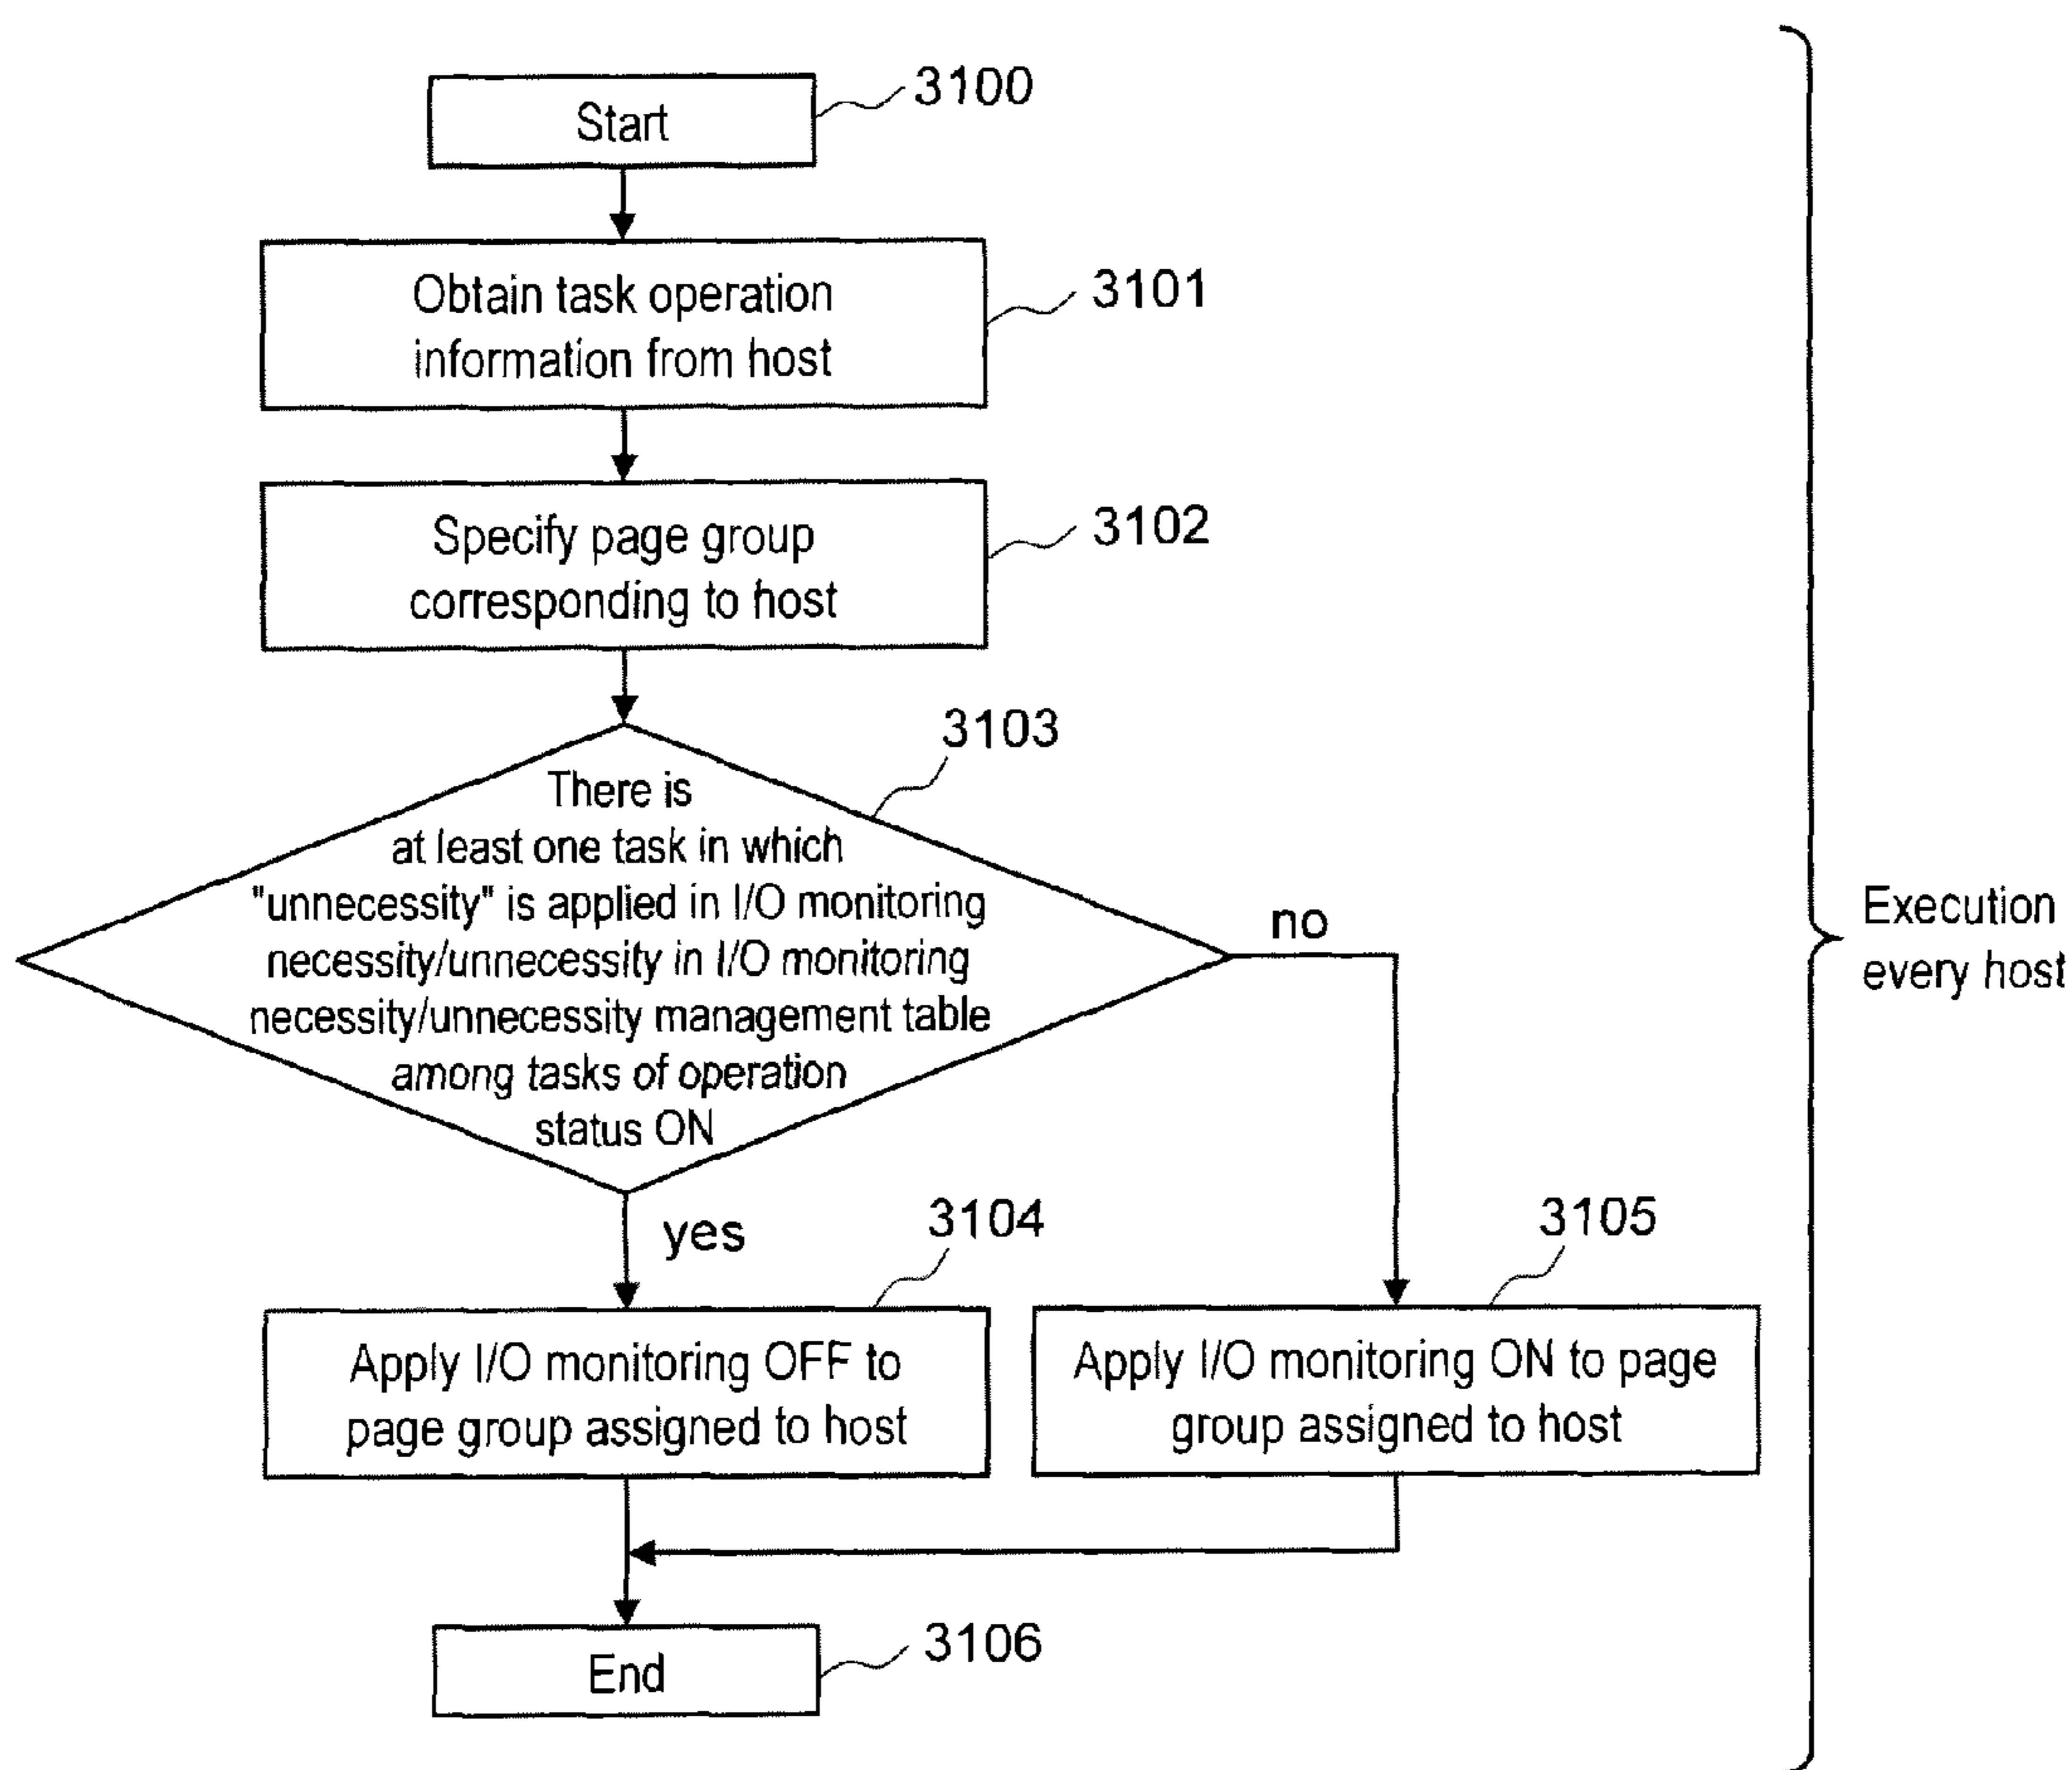 3100
Start
3101
Obtain task operation
information from host
3102
Specify page group
corresponding to host
3103
There is
at least one task in which
"unnecessity" is applied in I/O monitoring
necessity/unnecessity in I/O monitoring
necessity/unnecessity management table
among tasks of operation
status ON
no
Execution
every host
yes
3104
3105
Apply I/O monitoring OFF to
page group assigned to host
Apply I/O monitoring ON to page
group assigned to host
3106
End